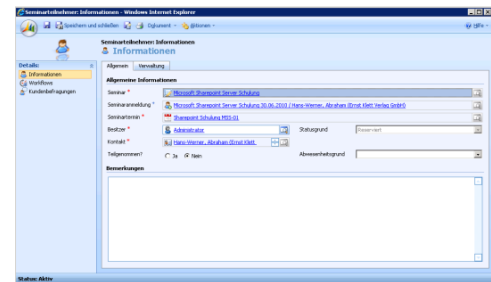 Seminarteilnehmer: Informationen - Windows Internet Explorer
Speichern und schließen Dokument Aktionen Hilfe
Seminarteilnehmer: Informationen
Informationen
Details:
Informationen
Workflows
Kundenbefragungen
Allgemein Verwaltung
Allgemeine Informationen
Seminar * Microsoft Sharepoint Server Schulung
Seminaranmeldung * Microsoft Sharepoint Server Schulung 30.06.2010 / Hans-Werner, Abraham (Ernst Klett Verlag GmbH)
Seminartermin * Sharepoint Schulung MSS-01
Besitzer * Administrator Statusgrund Reserviert
Kontakt * Hans-Werner, Abraham (Ernst Klett
Teilgenommen? Ja Nein Abwesenheitsgrund
Bemerkungen
Status: Aktiv